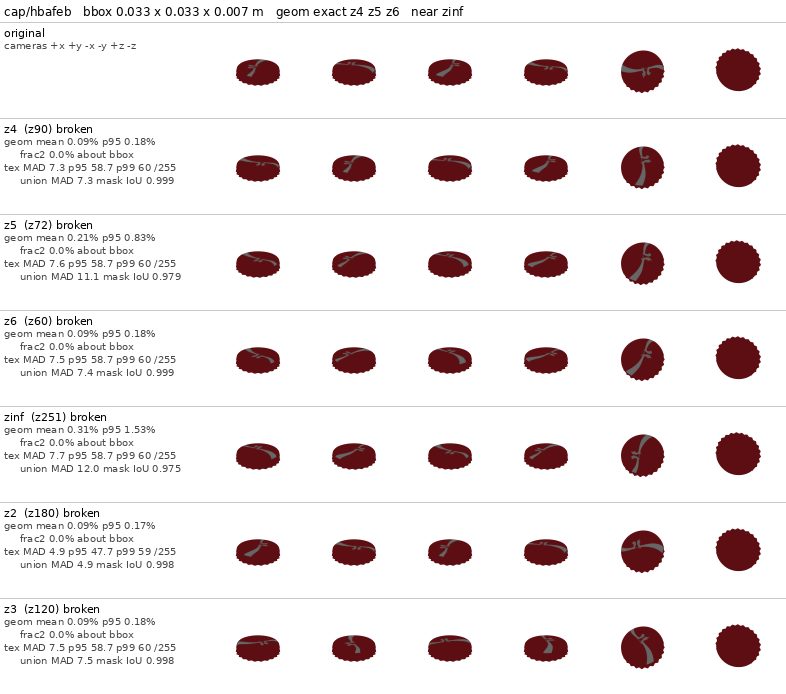 cap/hbafeb   bbox 0.033 x 0.033 x 0.007 m   geom exact z4 z5 z6   near zinf
original
cameras +x +y -x -y +z -z
z4  (z90) broken
geom mean 0.09% p95 0.18%
frac2 0.0% about bbox
tex MAD 7.3 p95 58.7 p99 60 /255
union MAD 7.3 mask IoU 0.999
z5  (z72) broken
geom mean 0.21% p95 0.83%
frac2 0.0% about bbox
tex MAD 7.6 p95 58.7 p99 60 /255
union MAD 11.1 mask IoU 0.979
z6  (z60) broken
geom mean 0.09% p95 0.18%
frac2 0.0% about bbox
tex MAD 7.5 p95 58.7 p99 60 /255
union MAD 7.4 mask IoU 0.999
zinf  (z251) broken
geom mean 0.31% p95 1.53%
frac2 0.0% about bbox
tex MAD 7.7 p95 58.7 p99 60 /255
union MAD 12.0 mask IoU 0.975
z2  (z180) broken
geom mean 0.09% p95 0.17%
frac2 0.0% about bbox
tex MAD 4.9 p95 47.7 p99 59 /255
union MAD 4.9 mask IoU 0.998
z3  (z120) broken
geom mean 0.09% p95 0.18%
frac2 0.0% about bbox
tex MAD 7.5 p95 58.7 p99 60 /255
union MAD 7.5 mask IoU 0.998